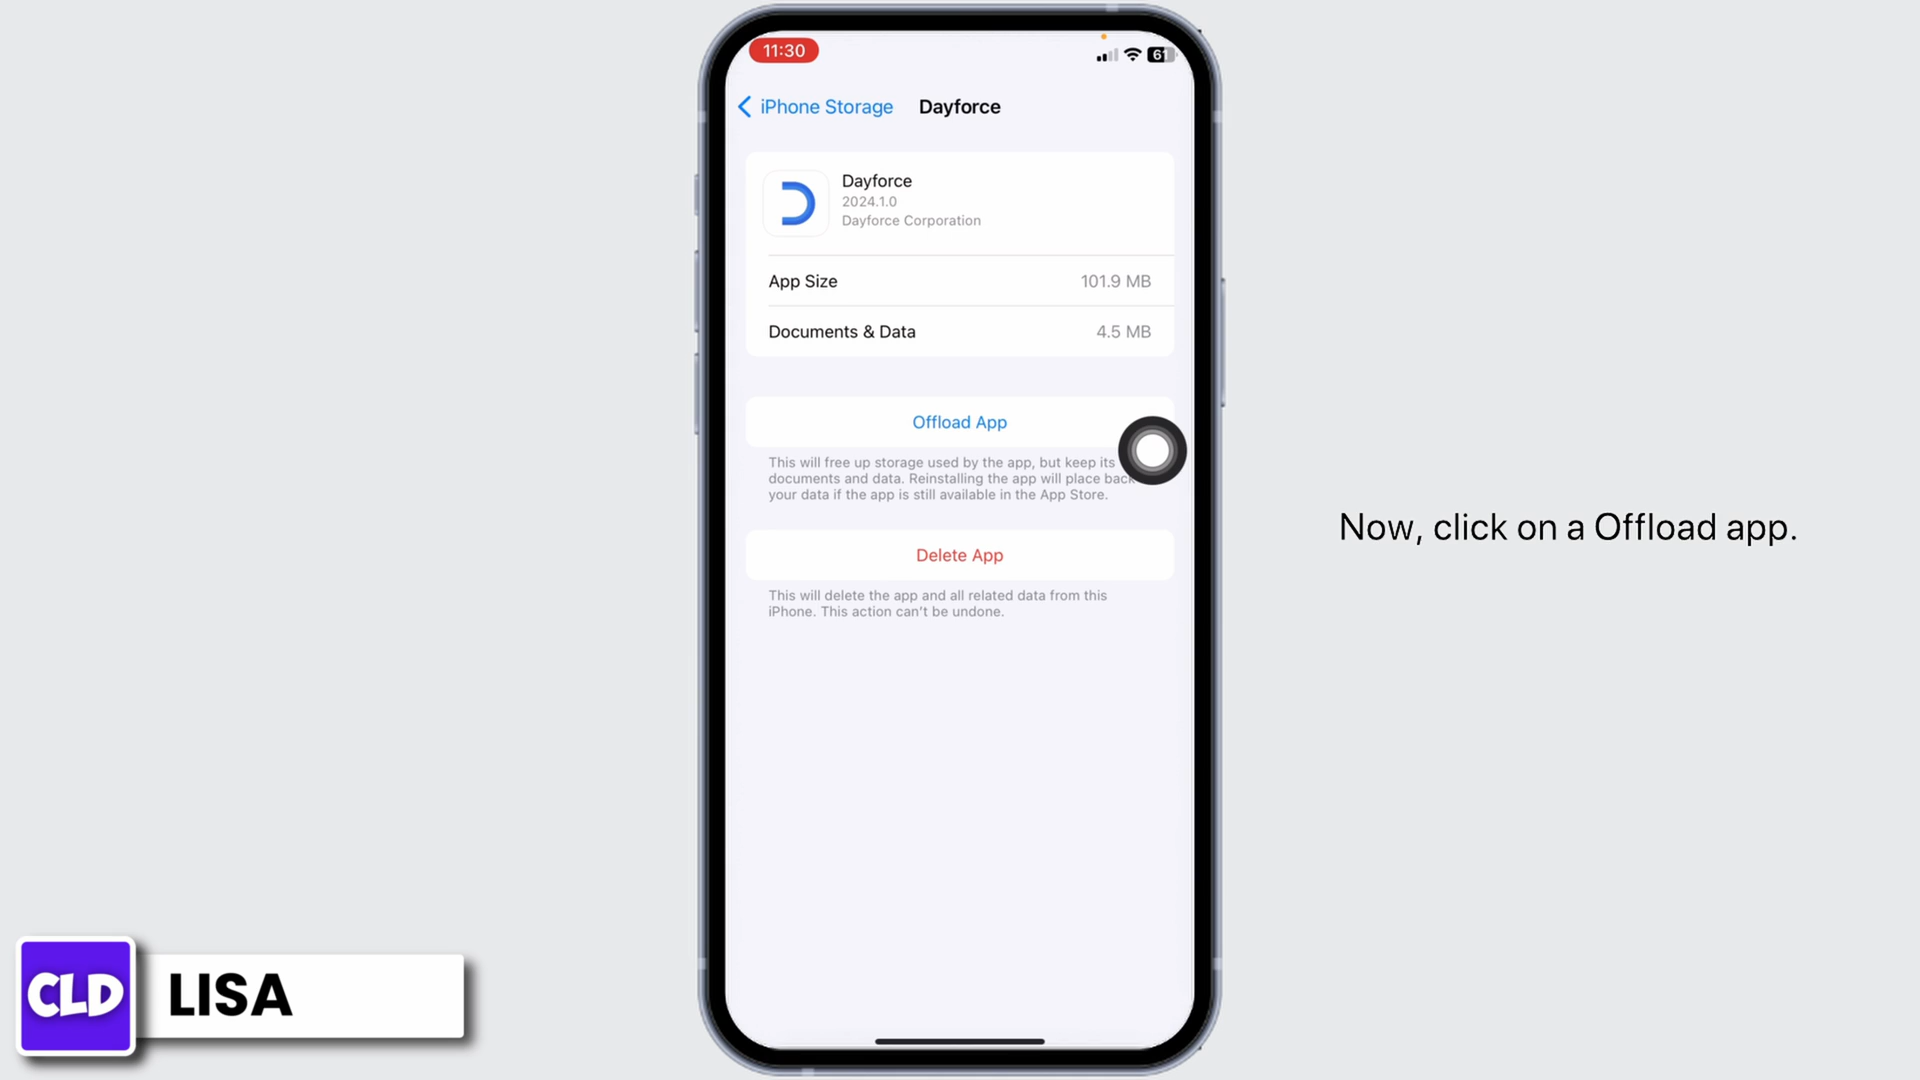 11:30
61
iPhone Storage Dayforce
Dayforce
2024.1.0
Dayforce Corporation
App Size 101.9 MB
Documents & Data 4.5 MB
Offload App
This will free up storage used by the app, but keep its
documents and data. Reinstalling the app will place back
your data if the app is still available in the App Store.
Delete App
This will delete the app and all related data from this
iPhone. This action can't be undone.
Now, click on a Offload app.
CLD LISA